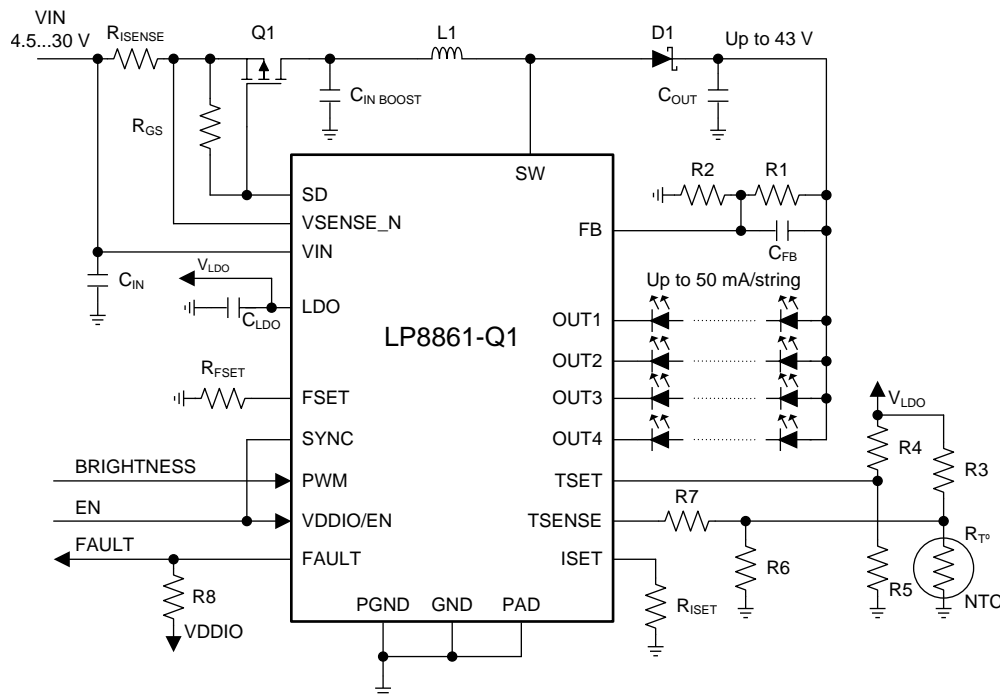 VIN
4.5...30 V
RISENSE
Q1
L1
D1
Up to 43 V
CIN BOOST
COUT
RGS
SW
R2
R1
SD
VSENSE_N
FB
VIN
CFB
CIN
VLDO
Up to 50 mA/string
LDO
CLDO
OUT1
LP8861-Q1
OUT2
RFSET
FSET
OUT3
VLDO
SYNC
OUT4
R4
R3
BRIGHTNESS
PWM
TSET
EN
VDDIO/EN
TSENSE
R7
RT°
FAULT
FAULT
ISET
R6
R5
NTC
R8
PGND
GND
PAD
RISET
VDDIO